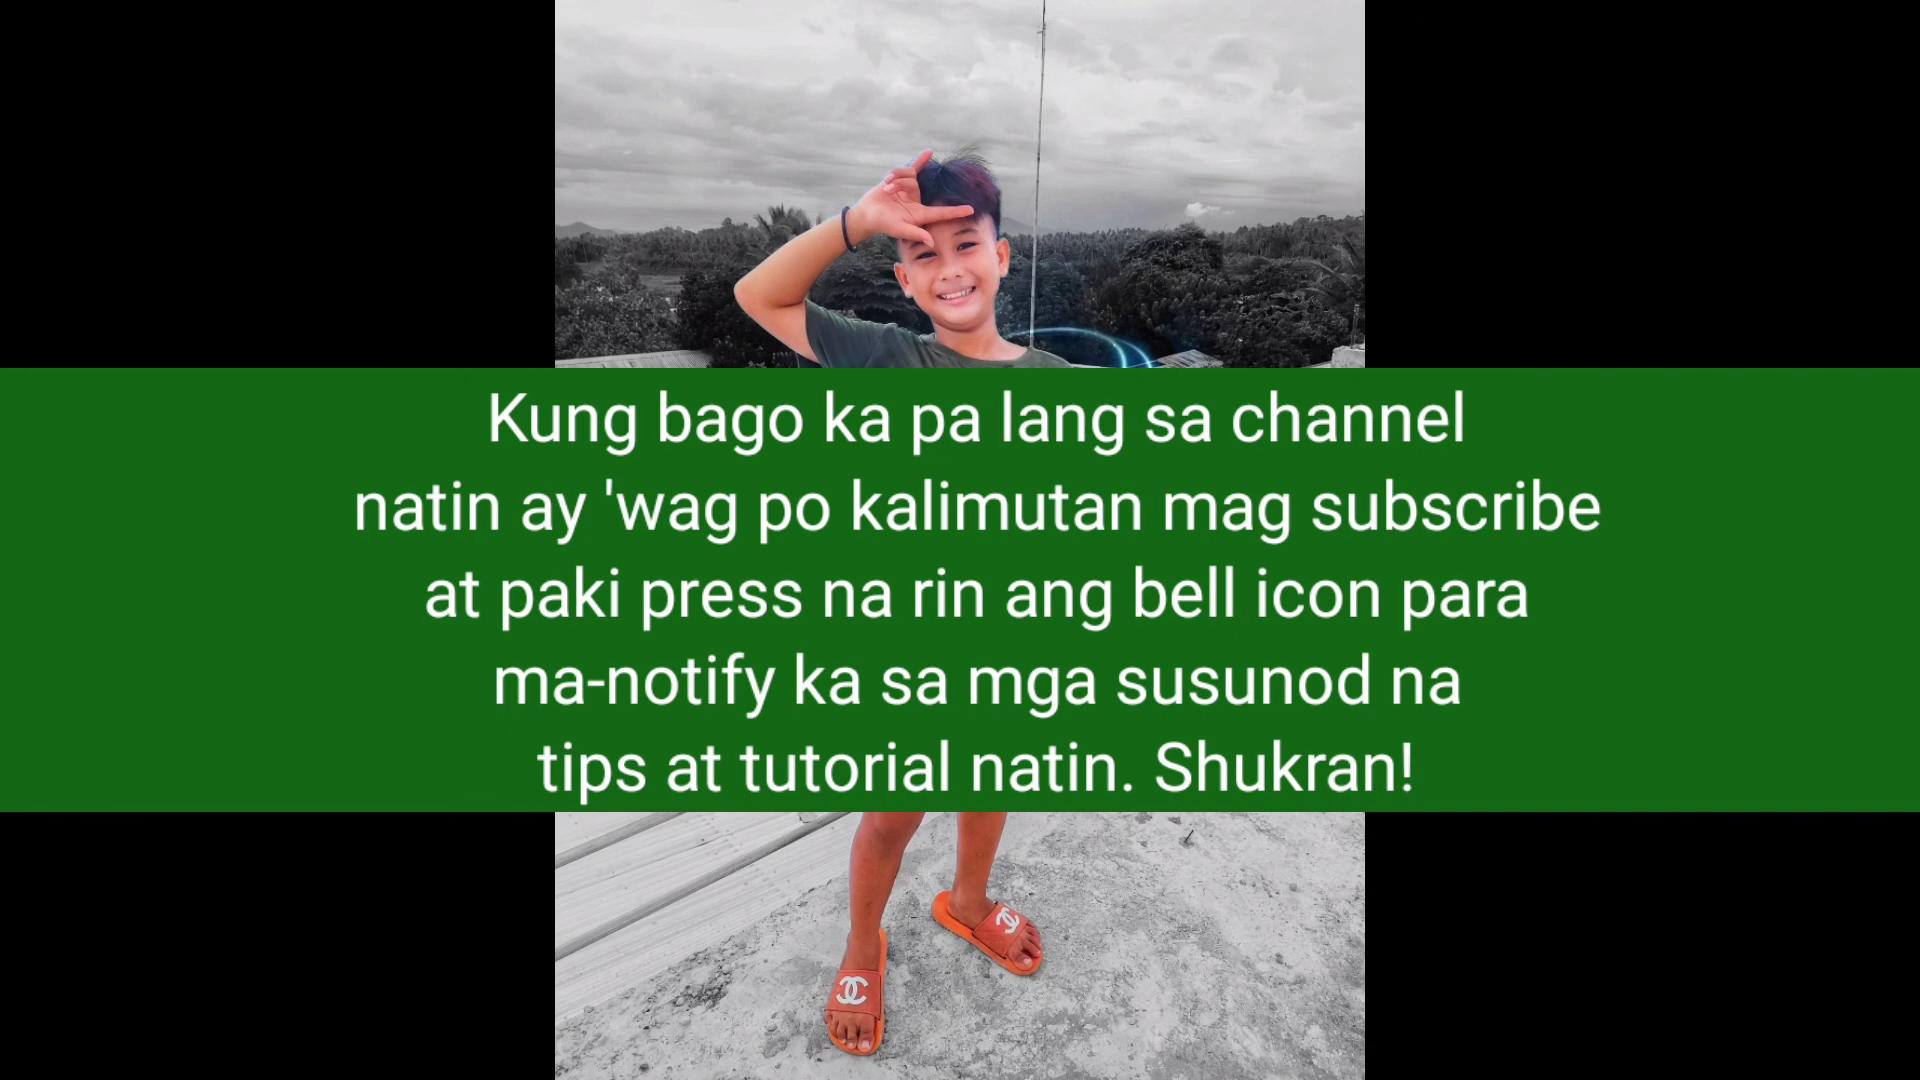 Kung bago ka pa lang sa channel
natin ay 'wag po kalimutan mag subscribe
at paki press na rin ang bell icon para
ma-notify ka sa mga susunod na
tips at tutorial natin. Shukran!